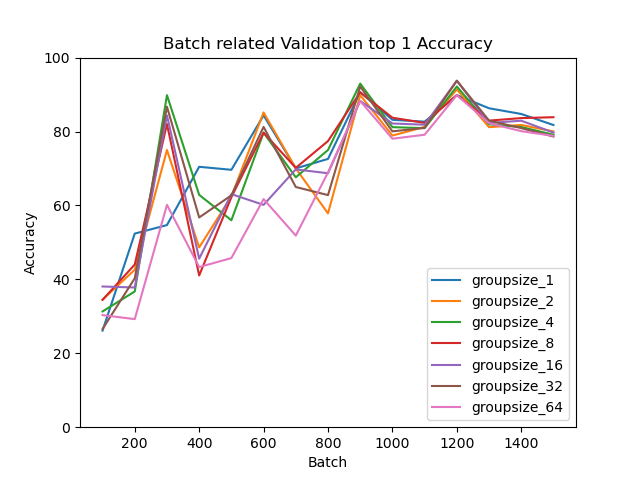 Batch related Validation top 1 Accuracy
100
80
60
40
20
0
Accuracy
200
400
600
800
1000
1200
1400
Batch
groupsize_1
groupsize_2
groupsize_4
groupsize_8
groupsize_16
groupsize_32
groupsize_64